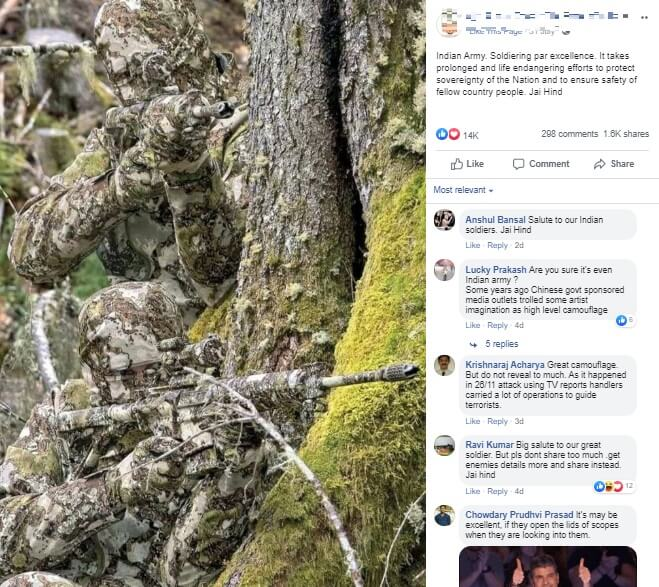 Indian Army. Soldiering par excellence. It takes
prolonged and life endangering efforts to protect
sovereignty of the Nation and to ensure safety of
fellow country people. Jai Hind
14K
298 comments 1.6K shares
Like
Comment
Share
Most relevant
Anshul Bansal Salute to our Indian
soldiers. Jai Hind
Like · Reply · 2d
Lucky Prakash Are you sure it's even
Indian army ?
Some years ago Chinese govt sponsored
media outlets trolled some artist
imagination as high level camouflage
6
Like · Reply · 4d
5 replies
Krishnaraj Acharya Great camouflage.
But do not reveal to much. As it happened
in 26/11 attack using TV reports handlers
carried a lot of operations to guide
terrorists.
Like · Reply · 3d
Ravi Kumar Big salute to our great
soldier. But pls dont share too much .get
enemies details more and share instead.
Jai hind
12
Like · Reply · 4d
Chowdary Prudhvi Prasad It's may be
excellent, if they open the lids of scopes
when they are looking into them.